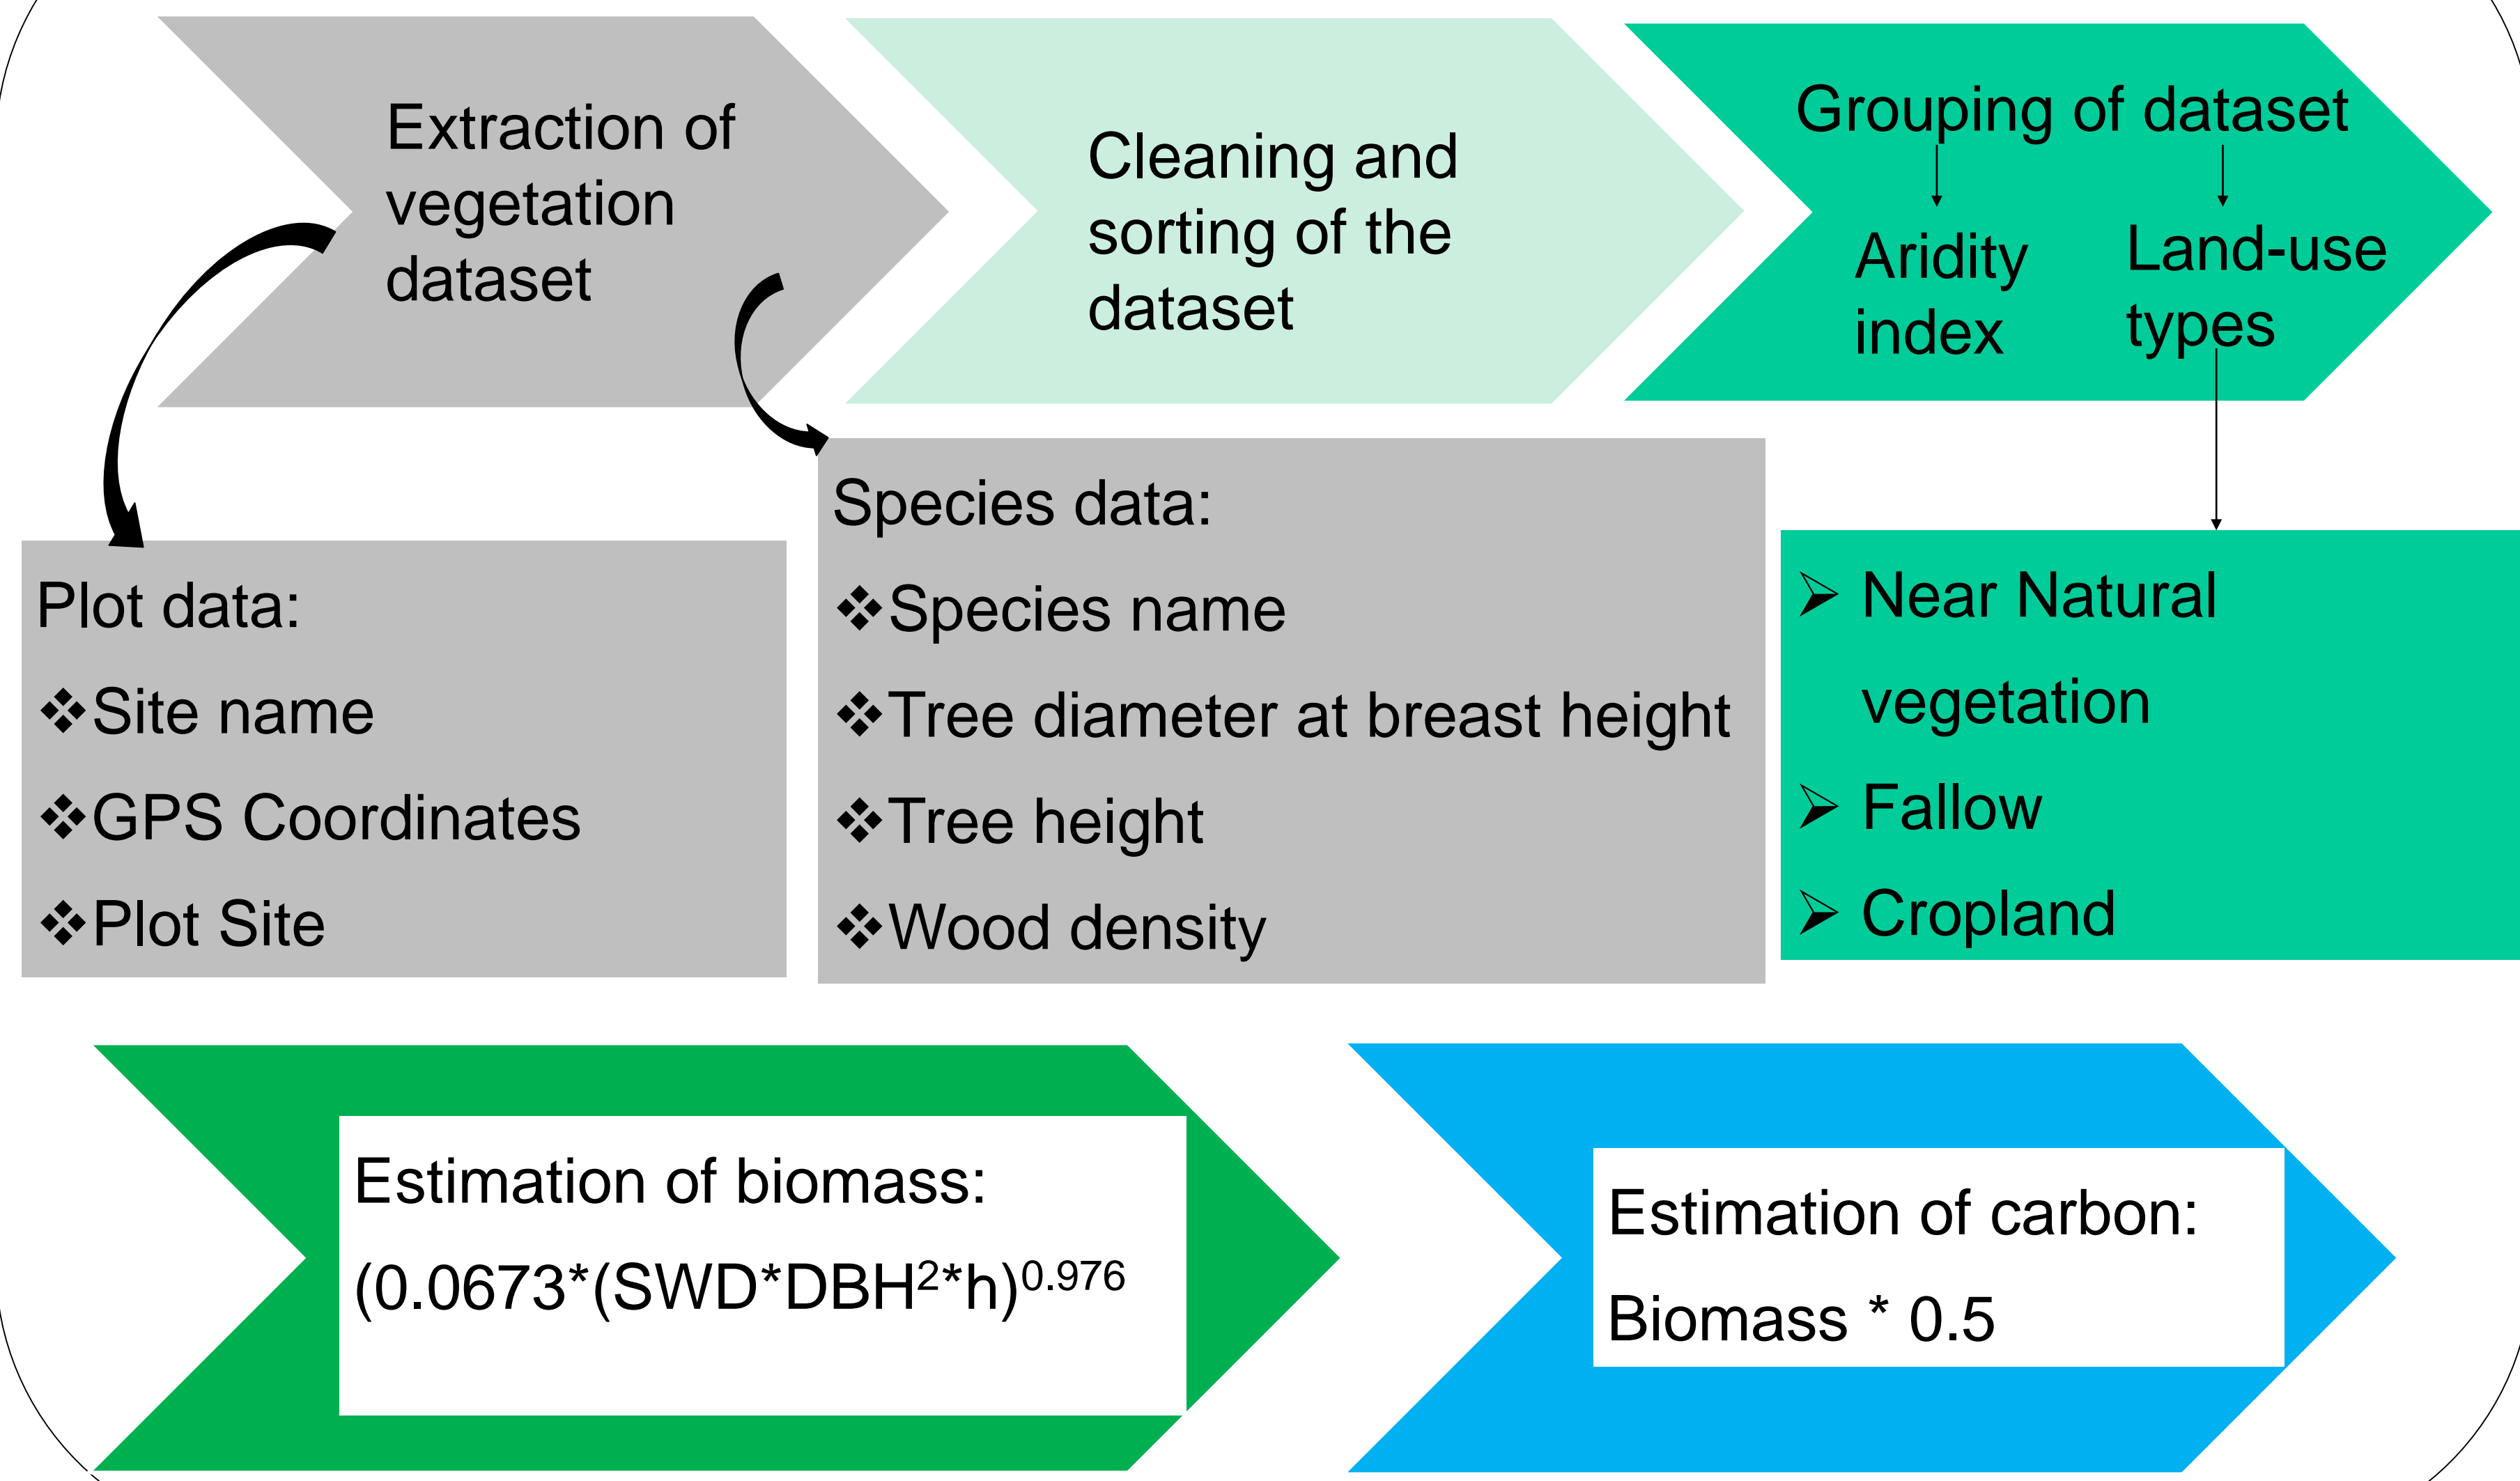 Extraction of
vegetation
dataset
Cleaning and
sorting of the
dataset
Grouping of dataset
Aridity
index
Land-use
types
Plot data:
❖Site name
❖GPS Coordinates
❖Plot Site
Species data:
❖Species name
❖Tree diameter at breast height
❖Tree height
❖Wood density
➢ Near Natural
vegetation
➢ Fallow
➢ Cropland
Estimation of biomass:
(0.0673*(SWD*DBH²*h)⁰·⁹⁷⁶
Estimation of carbon:
Biomass * 0.5